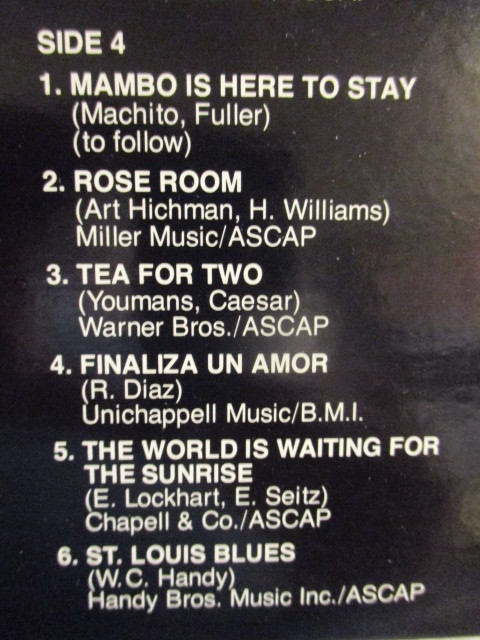 SIDE 4
1. MAMBO IS HERE TO STAY
(Machito, Fuller)
(to follow)
2. ROSE ROOM
(Art Hichman, H. Williams)
Miller Music/ASCAP
3. TEA FOR TWO
(Youmans, Caesar)
Warner Bros./ASCAP
4. FINALIZA UN AMOR
(R. Diaz)
Unichappell Music/B.M.I.
5. THE WORLD IS WAITING FOR
THE SUNRISE
(E. Lockhart, E. Seitz)
Chapell & Co./ASCAP
6. ST. LOUIS BLUES
(W.C. Handy)
Handy Bros. Music Inc./ASCAP